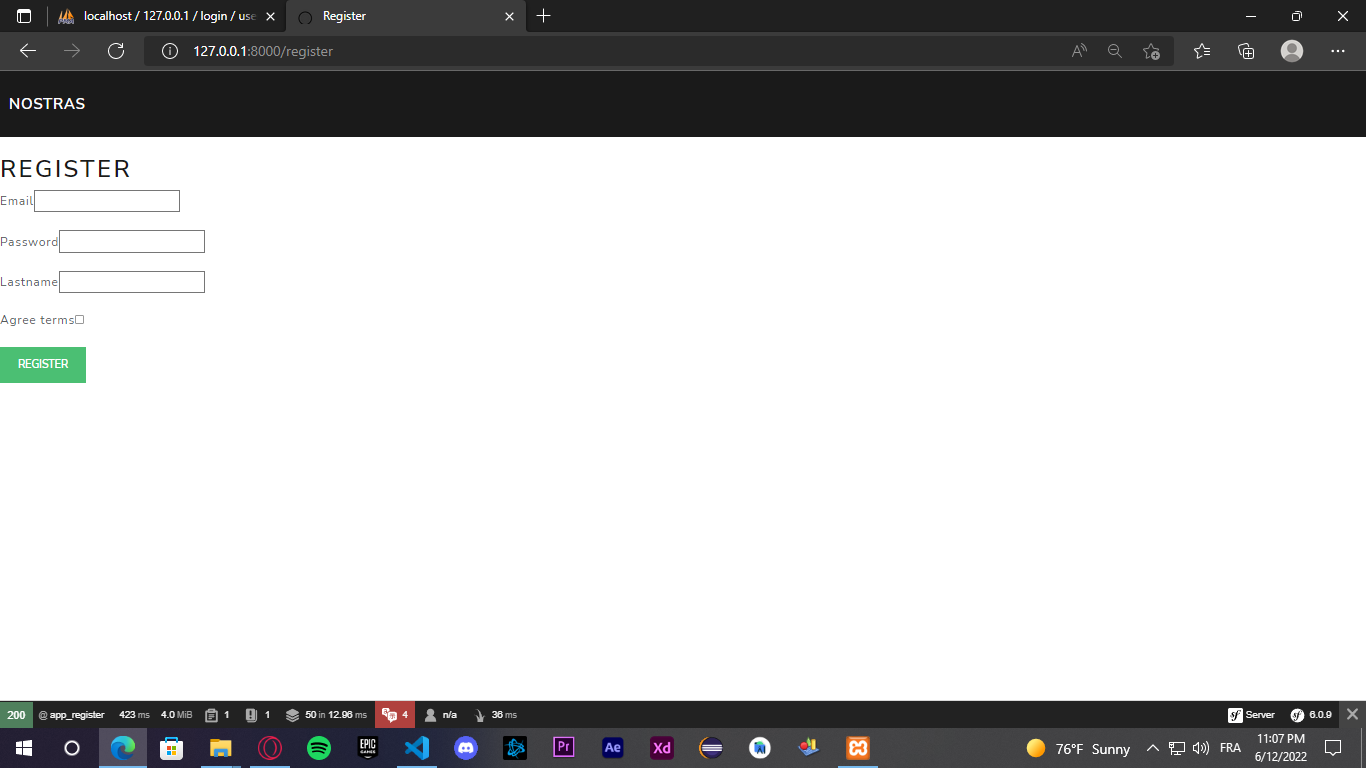 localhost / 127.0.0.1 / login / use
Register
127.0.0.1:8000/register
NOSTRAS
REGISTER
Email
Password
Lastname
Agree terms
REGISTER
200 @ app_register 423 ms 4.0 MiB 1 1 50 in 12.96 ms 4 n/a 36 ms sf Server sf 6.0.9
EPIC GAMES
Pr
Ae
Xd
76°F Sunny
FRA
11:07 PM
6/12/2022